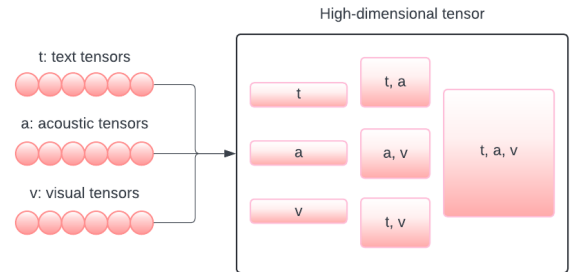 High-dimensional tensor
t: text tensors
a: acoustic tensors
v: visual tensors
t
a
v
t, a
a, v
t, v
t, a, v